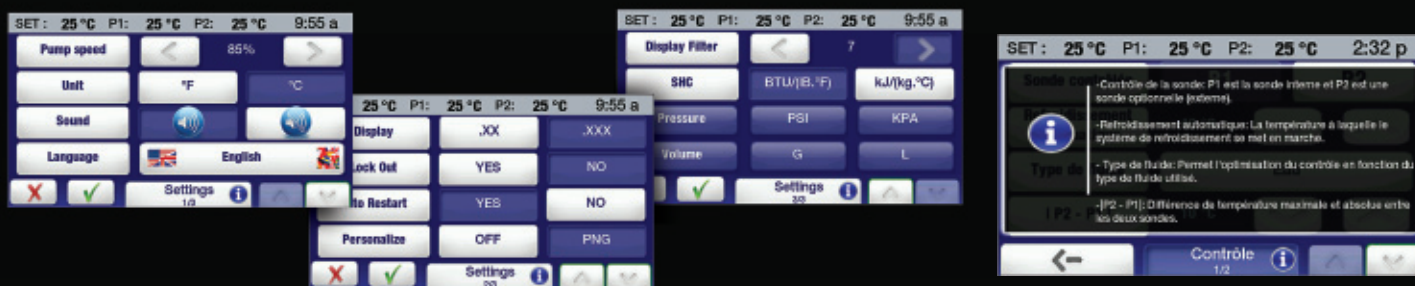 SET : 25 °C P1: 25 °C P2: 25 °C 9:55 a
Pump speed 85%
Unit °F °C
Sound
Language English
Settings
1/3
25 °C P1: 25 °C P2: 25 °C 9:55 a
Display .XX .XXX
ock Out YES NO
to Restart YES NO
Personalize OFF PNG
Settings
SET : 25 °C P1: 25 °C P2: 25 °C 9:55 a
Display Filter 7
SHC BTU/(lB.°F) kJ/(kg.°C)
Pressure PSI KPA
Volume G L
Settings
3/3
SET : 25 °C P1: 25 °C P2: 25 °C 2:32 p
-Contrôle de la sonde: P1 est la sonde interne et P2 est une
sonde optionnelle (externe).
-Refroidissement automatique: La température à laquelle le
système de refroidissement se met en marche.
- Type de fluide: Permet l'optimisation du contrôle en fonction du
type de fluide utilisé.
-|P2 - P1|: Différence de température maximale et absolue entre
les deux sondes.
Contrôle
1/2